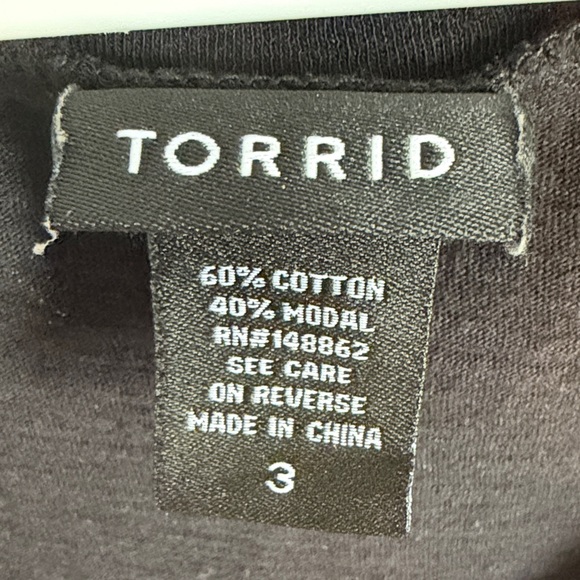 TORRID
60% COTTON
40% MODAL
RN#148862
SEE CARE
ON REVERSE
MADE IN CHINA
3